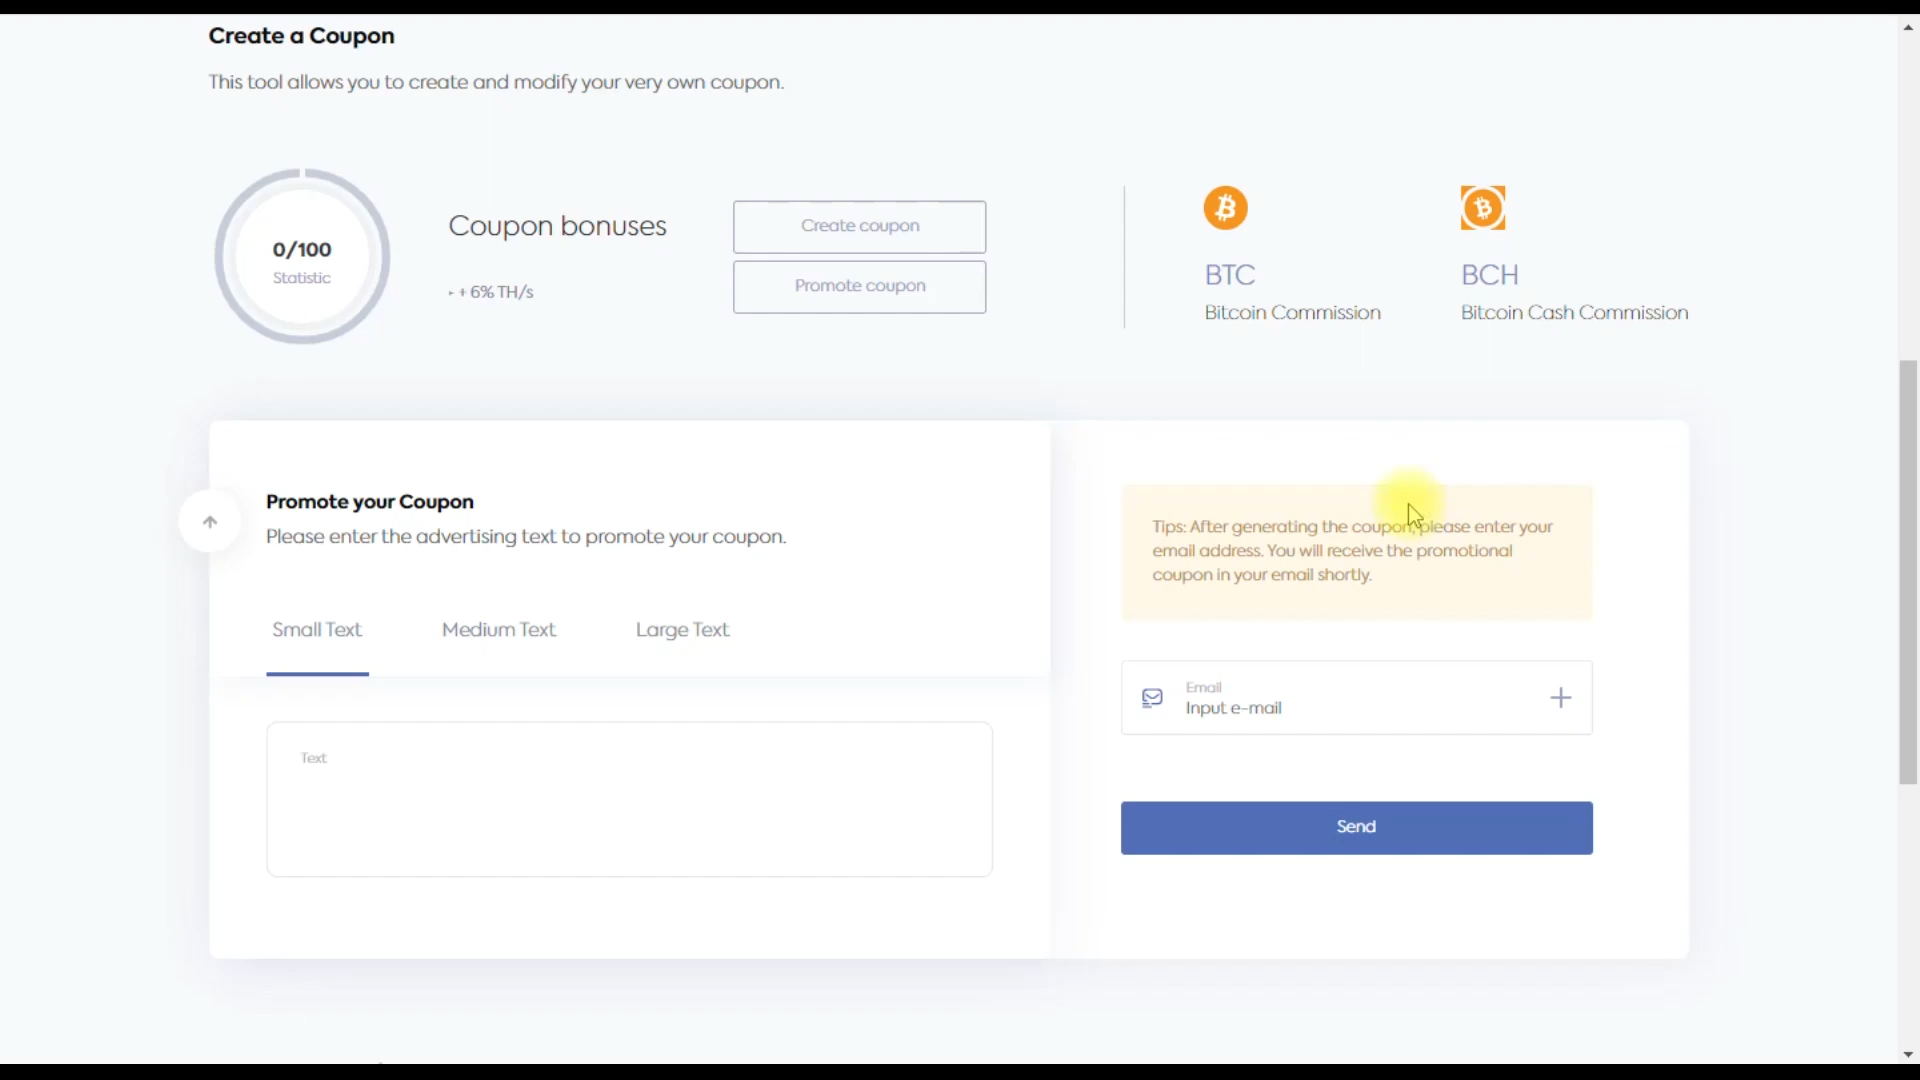 Create a Coupon
This tool allows you to create and modify your very own coupon.
0/100
Statistic
Coupon bonuses
+ 6% TH/s
Create coupon
Promote coupon
BTC
Bitcoin Commission
BCH
Bitcoin Cash Commission
Promote your Coupon
Please enter the advertising text to promote your coupon.
Small Text
Medium Text
Large Text
Text
Tips: After generating the coupon, please enter your
email address. You will receive the promotional
coupon in your email shortly.
Email
Input e-mail
Send